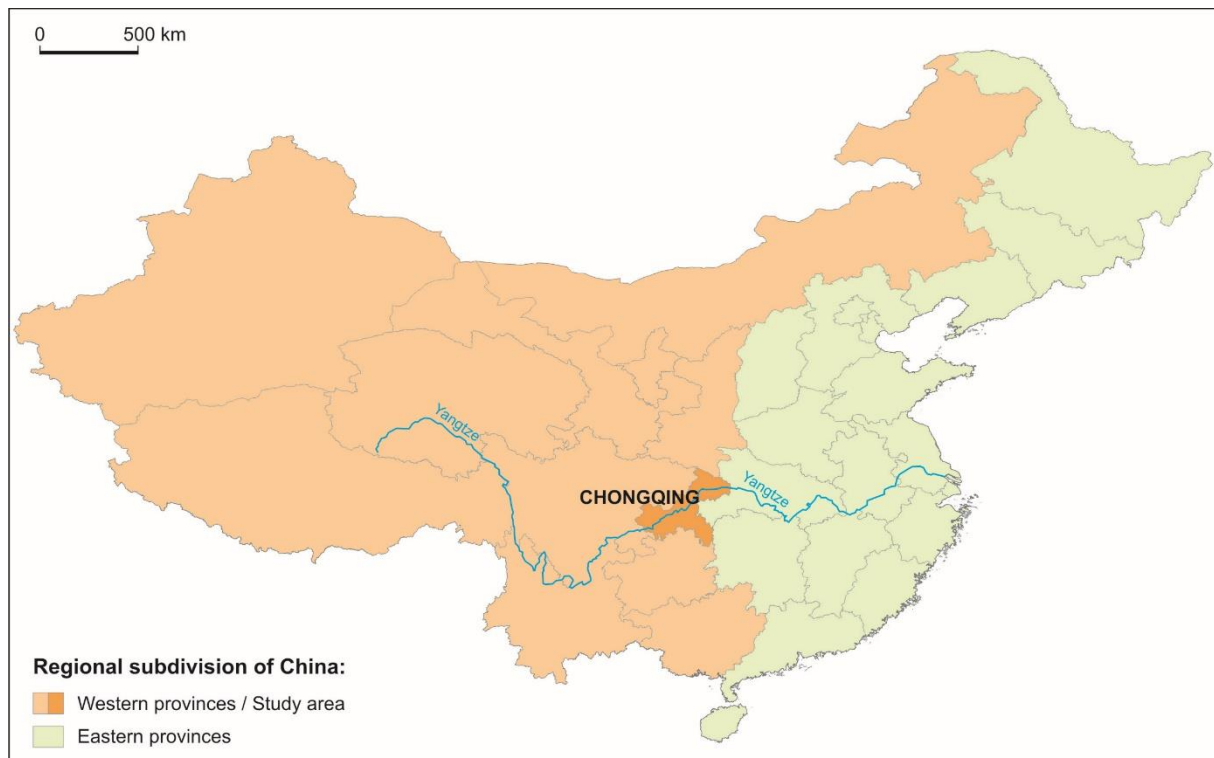 0 500 km
Yangtze
CHONGQING
Yangtze
Regional subdivision of China:
Western provinces / Study area
Eastern provinces